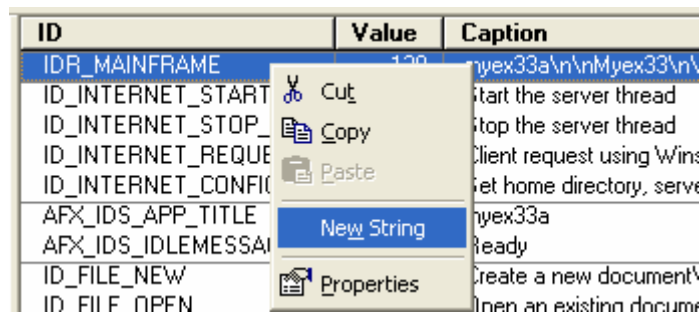 ID Value Caption
IDR_MAINFRAME myex33a\n\nMyex33\n\
ID_INTERNET_START Start the server thread
ID_INTERNET_STOP_ Stop the server thread
ID_INTERNET_REQUE Client request using Wins
ID_INTERNET_CONFIG Set home directory, serve
AFX_IDS_APP_TITLE myex33a
AFX_IDS_IDLEMESSA Ready
ID_FILE_NEW Create a new document\
ID_FILE_OPEN Open an existing docume
Cut
Copy
Paste
New String
Properties